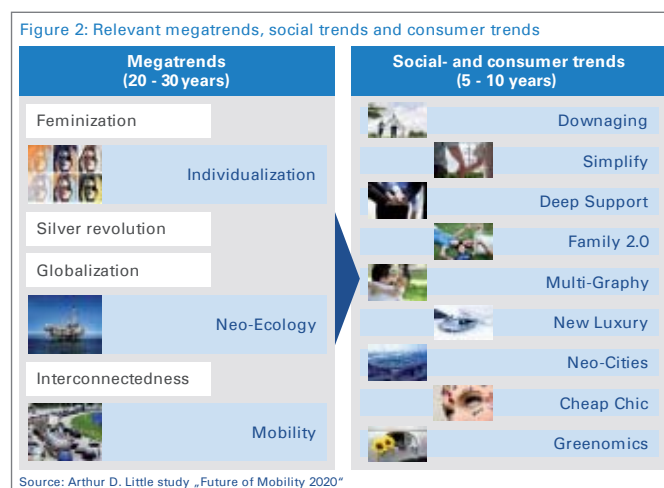 Figure 2: Relevant megatrends, social trends and consumer trends
Megatrends
(20 - 30 years)
Feminization
Individualization
Silver revolution
Globalization
Neo-Ecology
Interconnectedness
Mobility
Social- and consumer trends
(5 - 10 years)
Downaging
Simplify
Deep Support
Family 2.0
Multi-Graphy
New Luxury
Neo-Cities
Cheap Chic
Greenomics
Source: Arthur D. Little study „Future of Mobility 2020“